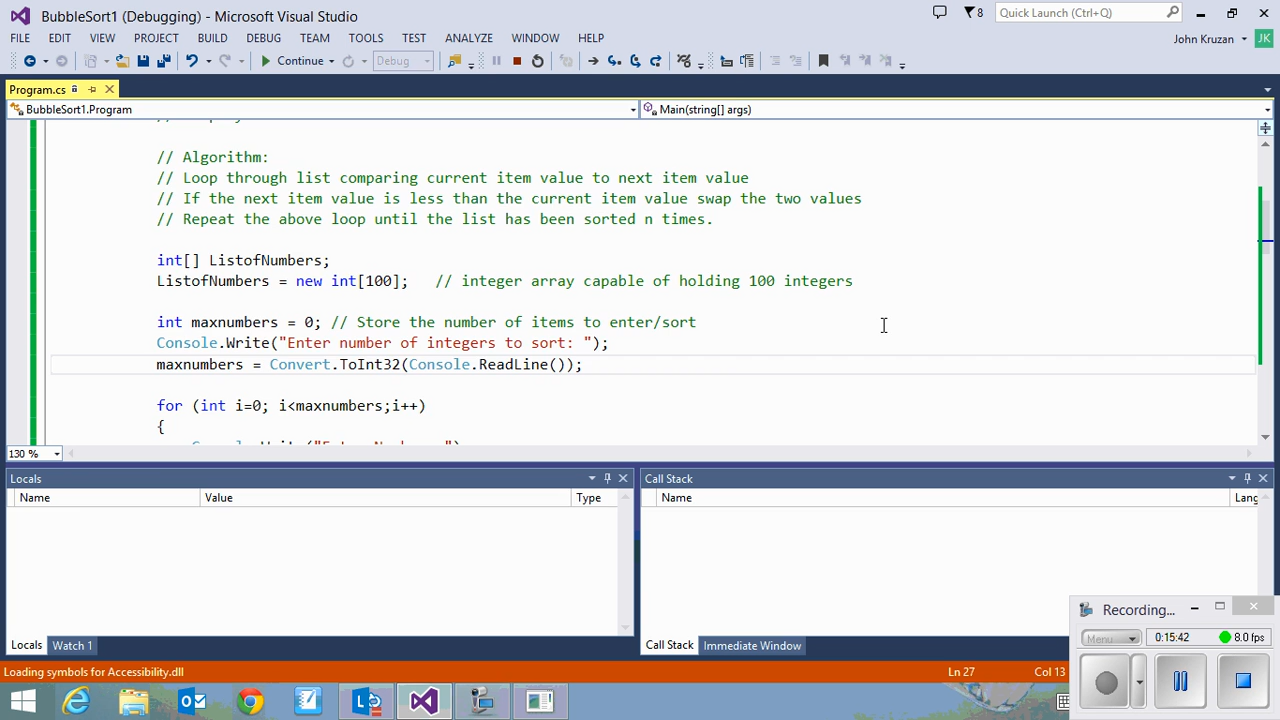 BubbleSort1 (Debugging) - Microsoft Visual Studio
8
Quick Launch (Ctrl+Q)
FILE EDIT VIEW PROJECT BUILD DEBUG TEAM TOOLS TEST ANALYZE WINDOW HELP
John Kruzan JK
Continue Debug
Program.cs
BubbleSort1.Program Main(string[] args)
// Algorithm:
// Loop through list comparing current item value to next item value
// If the next item value is less than the current item value swap the two values
// Repeat the above loop until the list has been sorted n times.
int[] ListofNumbers;
ListofNumbers = new int[100]; // integer array capable of holding 100 integers
int maxnumbers = 0; // Store the number of items to enter/sort
Console.Write("Enter number of integers to sort: ");
maxnumbers = Convert.ToInt32(Console.ReadLine());
for (int i=0; i<maxnumbers;i++)
{
130 %
Locals
Name Value Type
Locals Watch 1
Call Stack
Name Lang
Call Stack Immediate Window
Recording...
Menu 0:15:42 8.0 fps
Loading symbols for Accessibility.dll Ln 27 Col 13